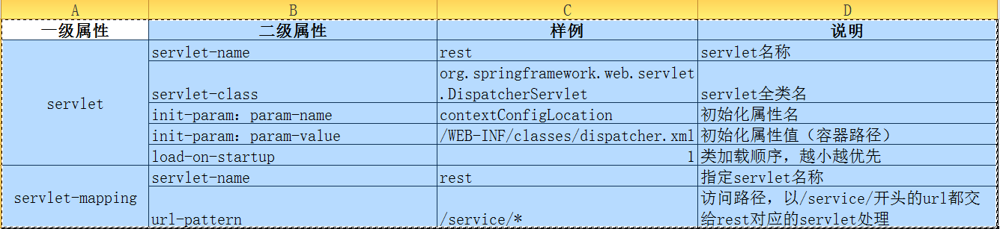 A B C D
一级属性 二级属性 样例 说明
servlet-name rest servlet名称
org.springframework.web.servlet
servlet-class .DispatcherServlet servlet全类名
servlet
init-param: param-name contextConfigLocation 初始化属性名
init-param: param-value /WEB-INF/classes/dispatcher.xml 初始化属性值（容器路径）
load-on-startup 1 类加载顺序，越小越优先
servlet-name rest 指定servlet名称
servlet-mapping
访问路径，以/service/开头的url都交
url-pattern /service/* 给rest对应的servlet处理